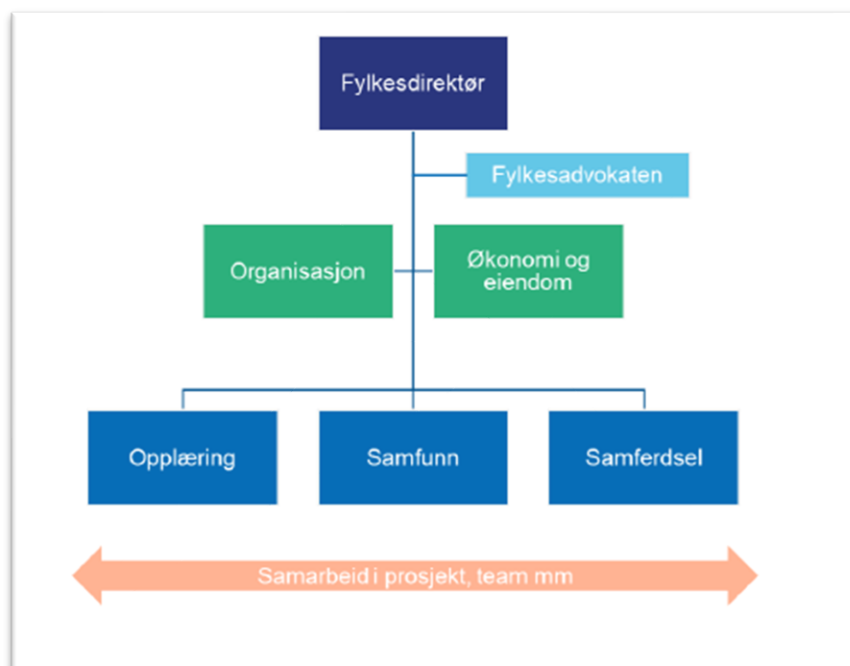 Fylkesdirektør
Fylkesadvokaten
Organisasjon
Økonomi og
eiendom
Opplæring
Samfunn
Samferdsel
Samarbeid i prosjekt, team mm